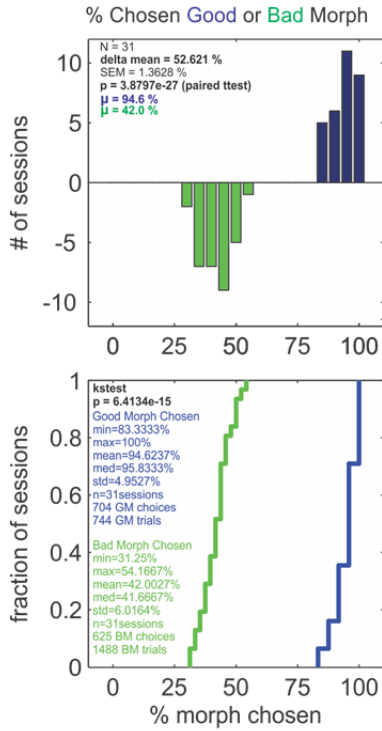 % Chosen Good or Bad Morph
N = 31
delta mean = 52.621 %
SEM = 1.3628 %
p = 3.8797e-27 (paired ttest)
μ = 94.6 %
μ = 42.0 %
10
5
0
-5
-10
# of sessions
0 25 50 75 100
1
0.8
0.6
0.4
0.2
0
fraction of sessions
kstest
p = 6.4134e-15
Good Morph Chosen
min=83.3333%
max=100%
mean=94.6237%
med=95.8333%
std=4.9527%
n=31sessions
704 GM choices
744 GM trials
Bad Morph Chosen
min=31.25%
max=54.1667%
mean=42.0027%
med=41.6667%
std=6.0164%
n=31sessions
625 BM choices
1488 BM trials
0 25 50 75 100
% morph chosen